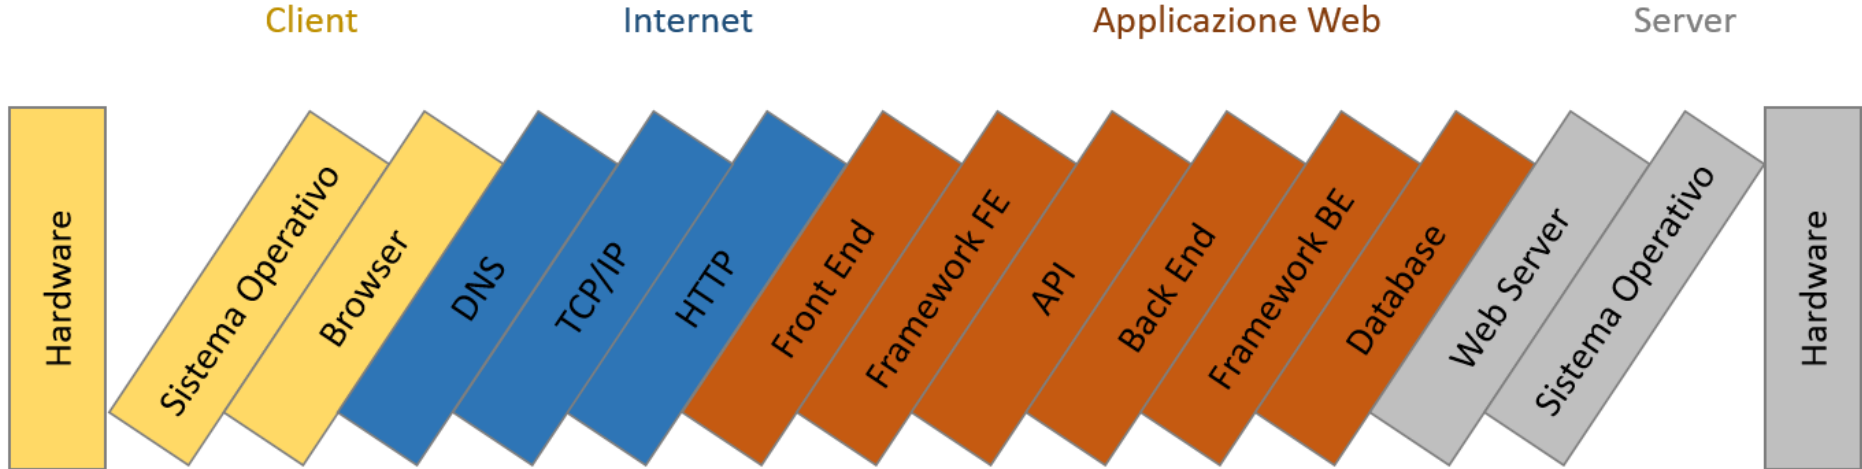 Client
Internet
Applicazione Web
Server
Hardware
Sistema Operativo
Browser
DNS
TCP/IP
HTTP
Front End
Framework FE
API
Back End
Framework BE
Database
Web Server
Sistema Operativo
Hardware